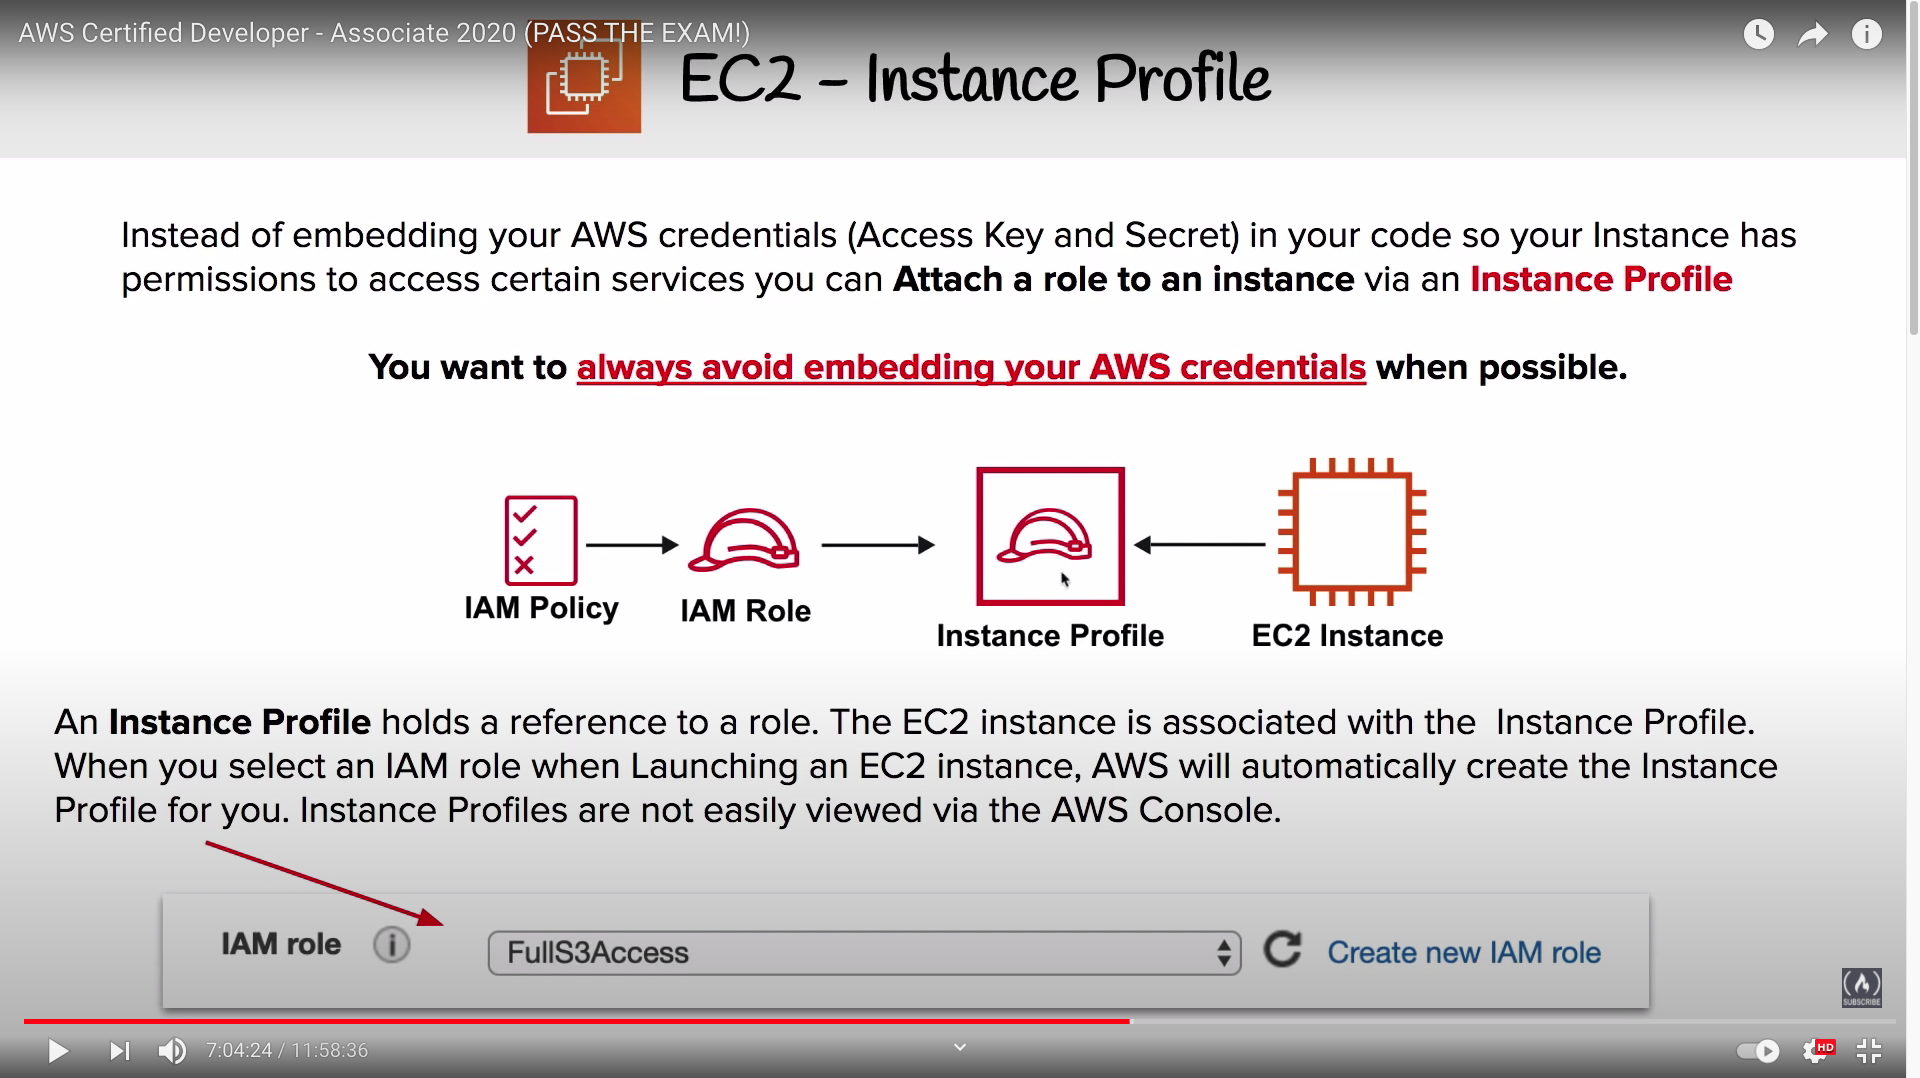 AWS Certified Developer - Associate 2020 (PASS THE EXAM!)
EC2 – Instance Profile
Instead of embedding your AWS credentials (Access Key and Secret) in your code so your Instance has
permissions to access certain services you can Attach a role to an instance via an Instance Profile
You want to always avoid embedding your AWS credentials when possible.
IAM Policy
IAM Role
Instance Profile
EC2 Instance
An Instance Profile holds a reference to a role. The EC2 instance is associated with the Instance Profile.
When you select an IAM role when Launching an EC2 instance, AWS will automatically create the Instance
Profile for you. Instance Profiles are not easily viewed via the AWS Console.
IAM role
FullS3Access
Create new IAM role
SUBSCRIBE
7:04:24 / 11:58:36
HD